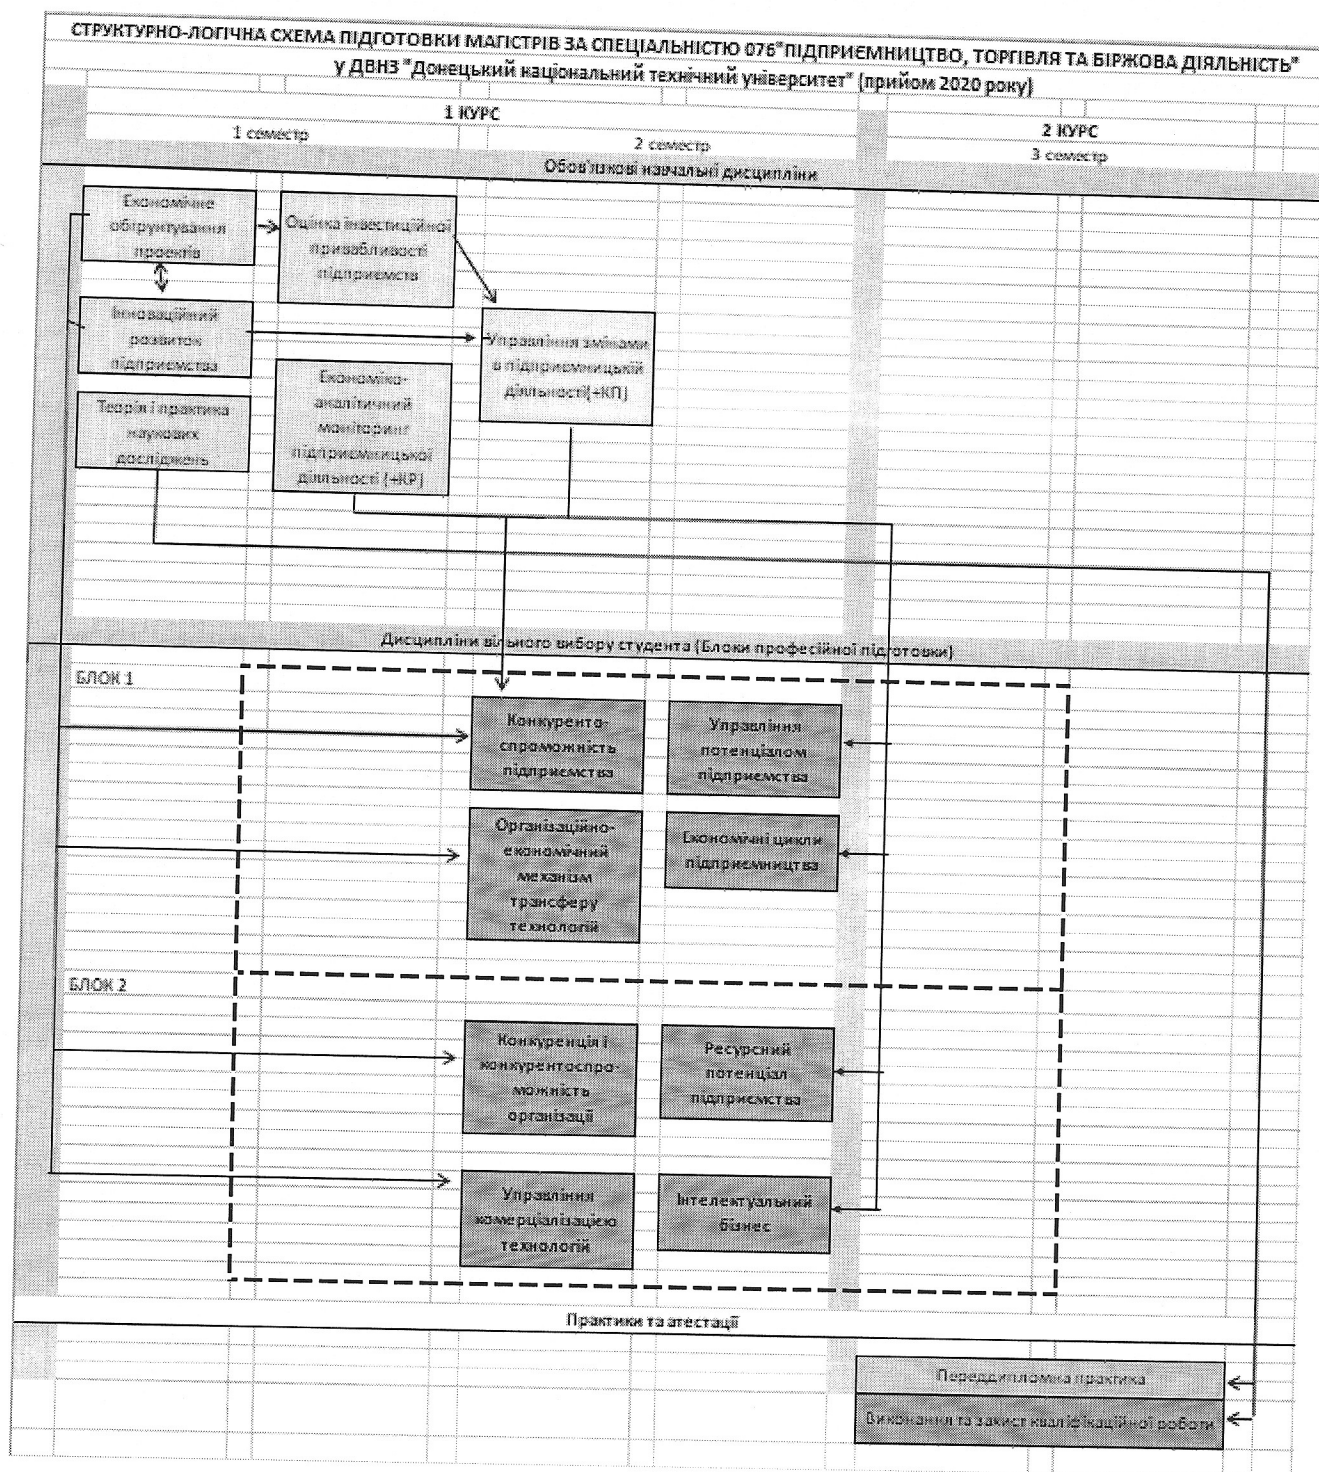 СТРУКТУРНО-ЛОГІЧНА СХЕМА ПІДГОТОВКИ МАГІСТРІВ ЗА СПЕЦІАЛЬНІСТЮ 076"ПІДПРИЄМНИЦТВО, ТОРГІВЛЯ ТА БІРЖОВА ДІЯЛЬНІСТЬ"
у ДВНЗ "Донецький національний технічний університет" (прийом 2020 року)
1 КУРС
2 КУРС
1 семестр
2 семестр
3 семестр
Обов'язкові навчальні дисципліни
Економічне
обґрунтування
проектів
Оцінка інвестиційної
привабливості
підприємств
Інноваційний
розвиток
підприємства
Управління змінами
в підприємницькій
діяльності(+КП)
Теорія і практика
наукових
досліджень
Економіко-
аналітичний
моніторинг
підприємницької
діяльності (+КР)
Дисципліни вільного вибору студента (Блоки професійної підготовки)
БЛОК 1
Конкуренто-
спроможність
підприємства
Управління
потенціалом
підприємства
Організаційно-
економічний
механізм
трансферу
технологій
Економічні цикли
підприємництва
БЛОК 2
Конкуренція і
конкурентоспро-
можність
організації
Ресурсний
потенціал
підприємства
Управління
комерціалізацією
технологій
Інтелектуальний
бізнес
Практики та атестації
Переддипломна практика
Виконання та захист кваліфікаційної роботи